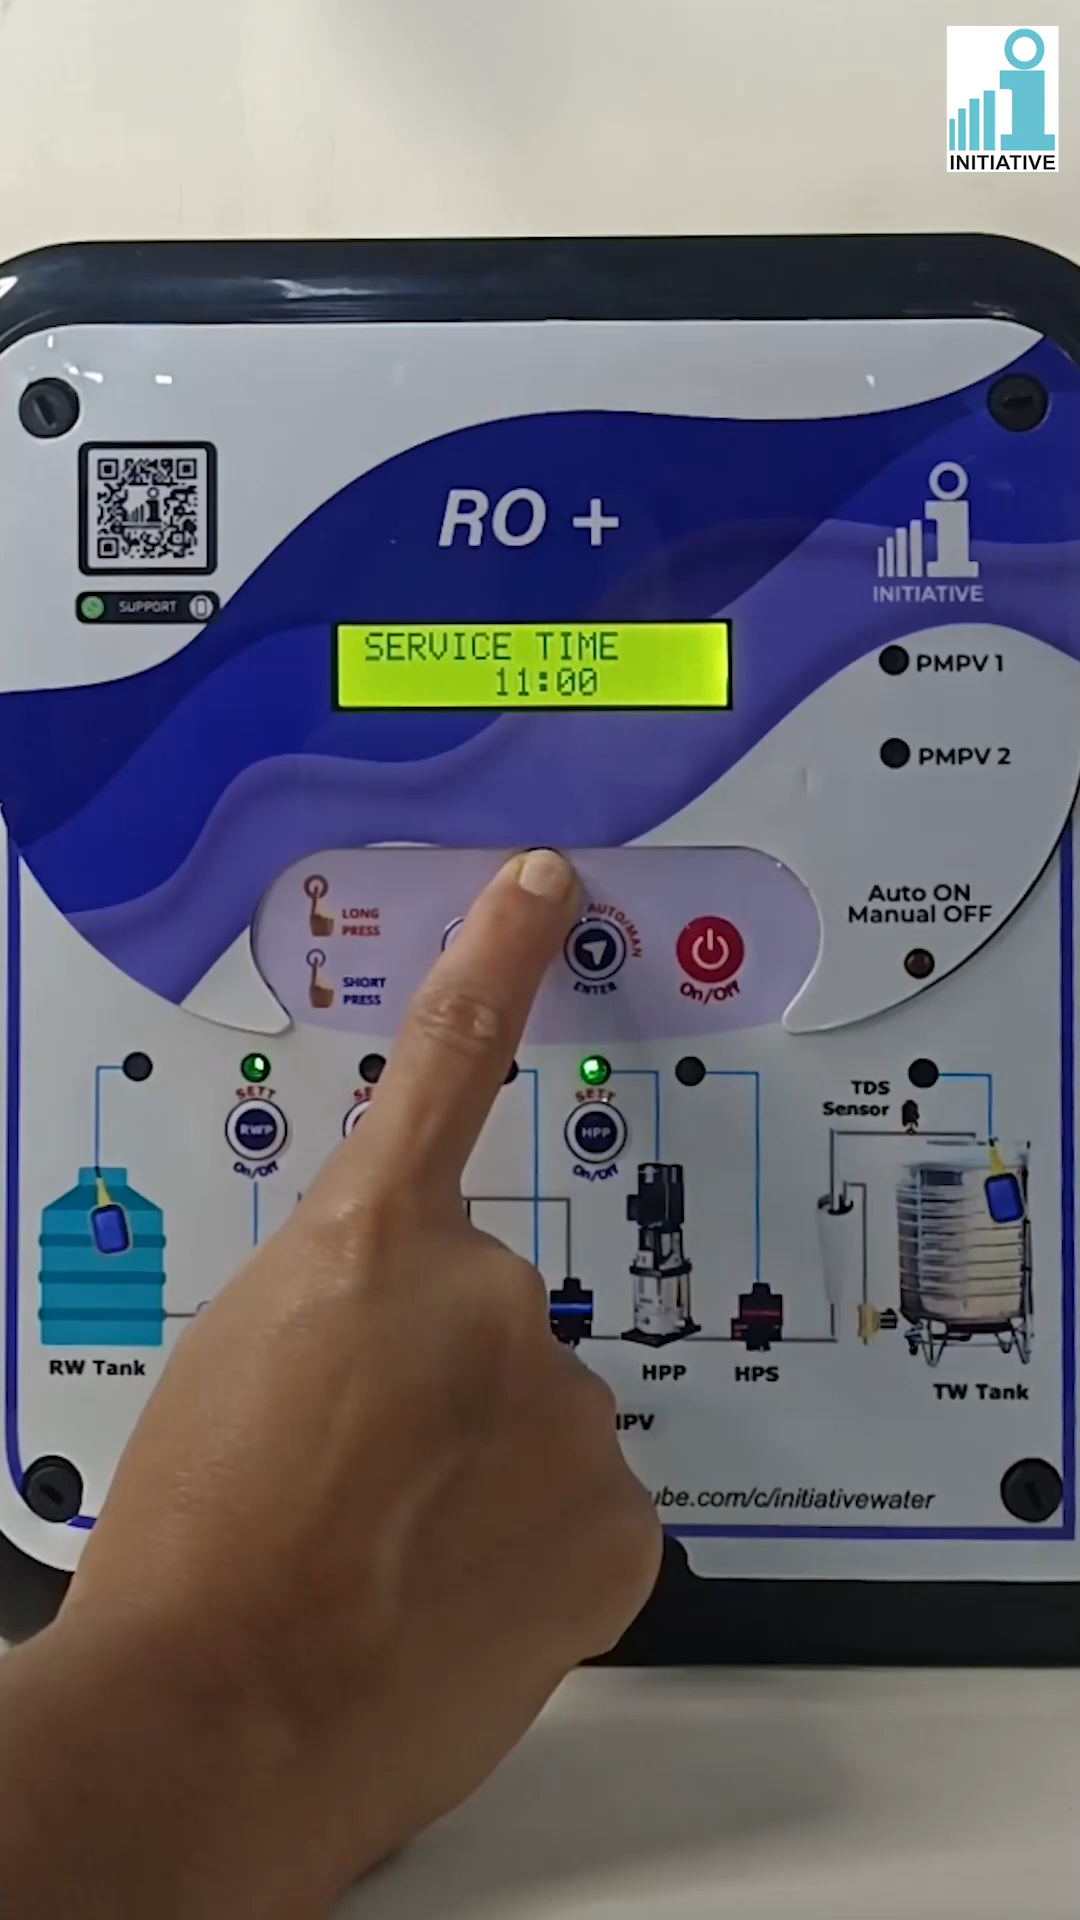 INITIATIVE
RO +
INITIATIVE
SUPPORT
SERVICE TIME
11:00
PMPV 1
PMPV 2
LONG
PRESS
SHORT
PRESS
AUTO/MAN
ENTER
On/Off
Auto ON
Manual OFF
SETT
RWP
On/Off
SETT
HPP
On/Off
TDS
Sensor
RW Tank
HPP
HPS
TW Tank
ube.com/c/initiativewater